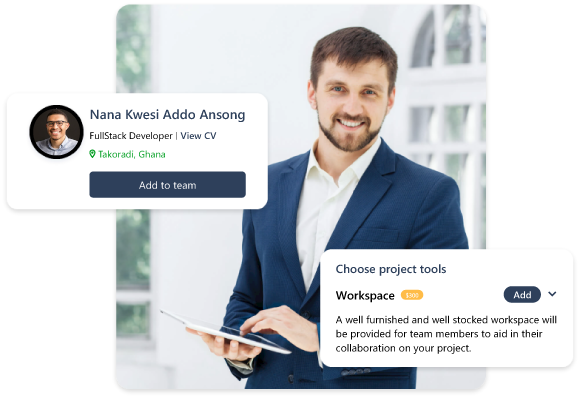 Nana Kwesi Addo Ansong
FullStack Developer | View CV
Takoradi, Ghana
Add to team
Choose project tools
Workspace $300 Add
A well furnished and well stocked workspace will
be provided for team members to aid in their
collaboration on your project.